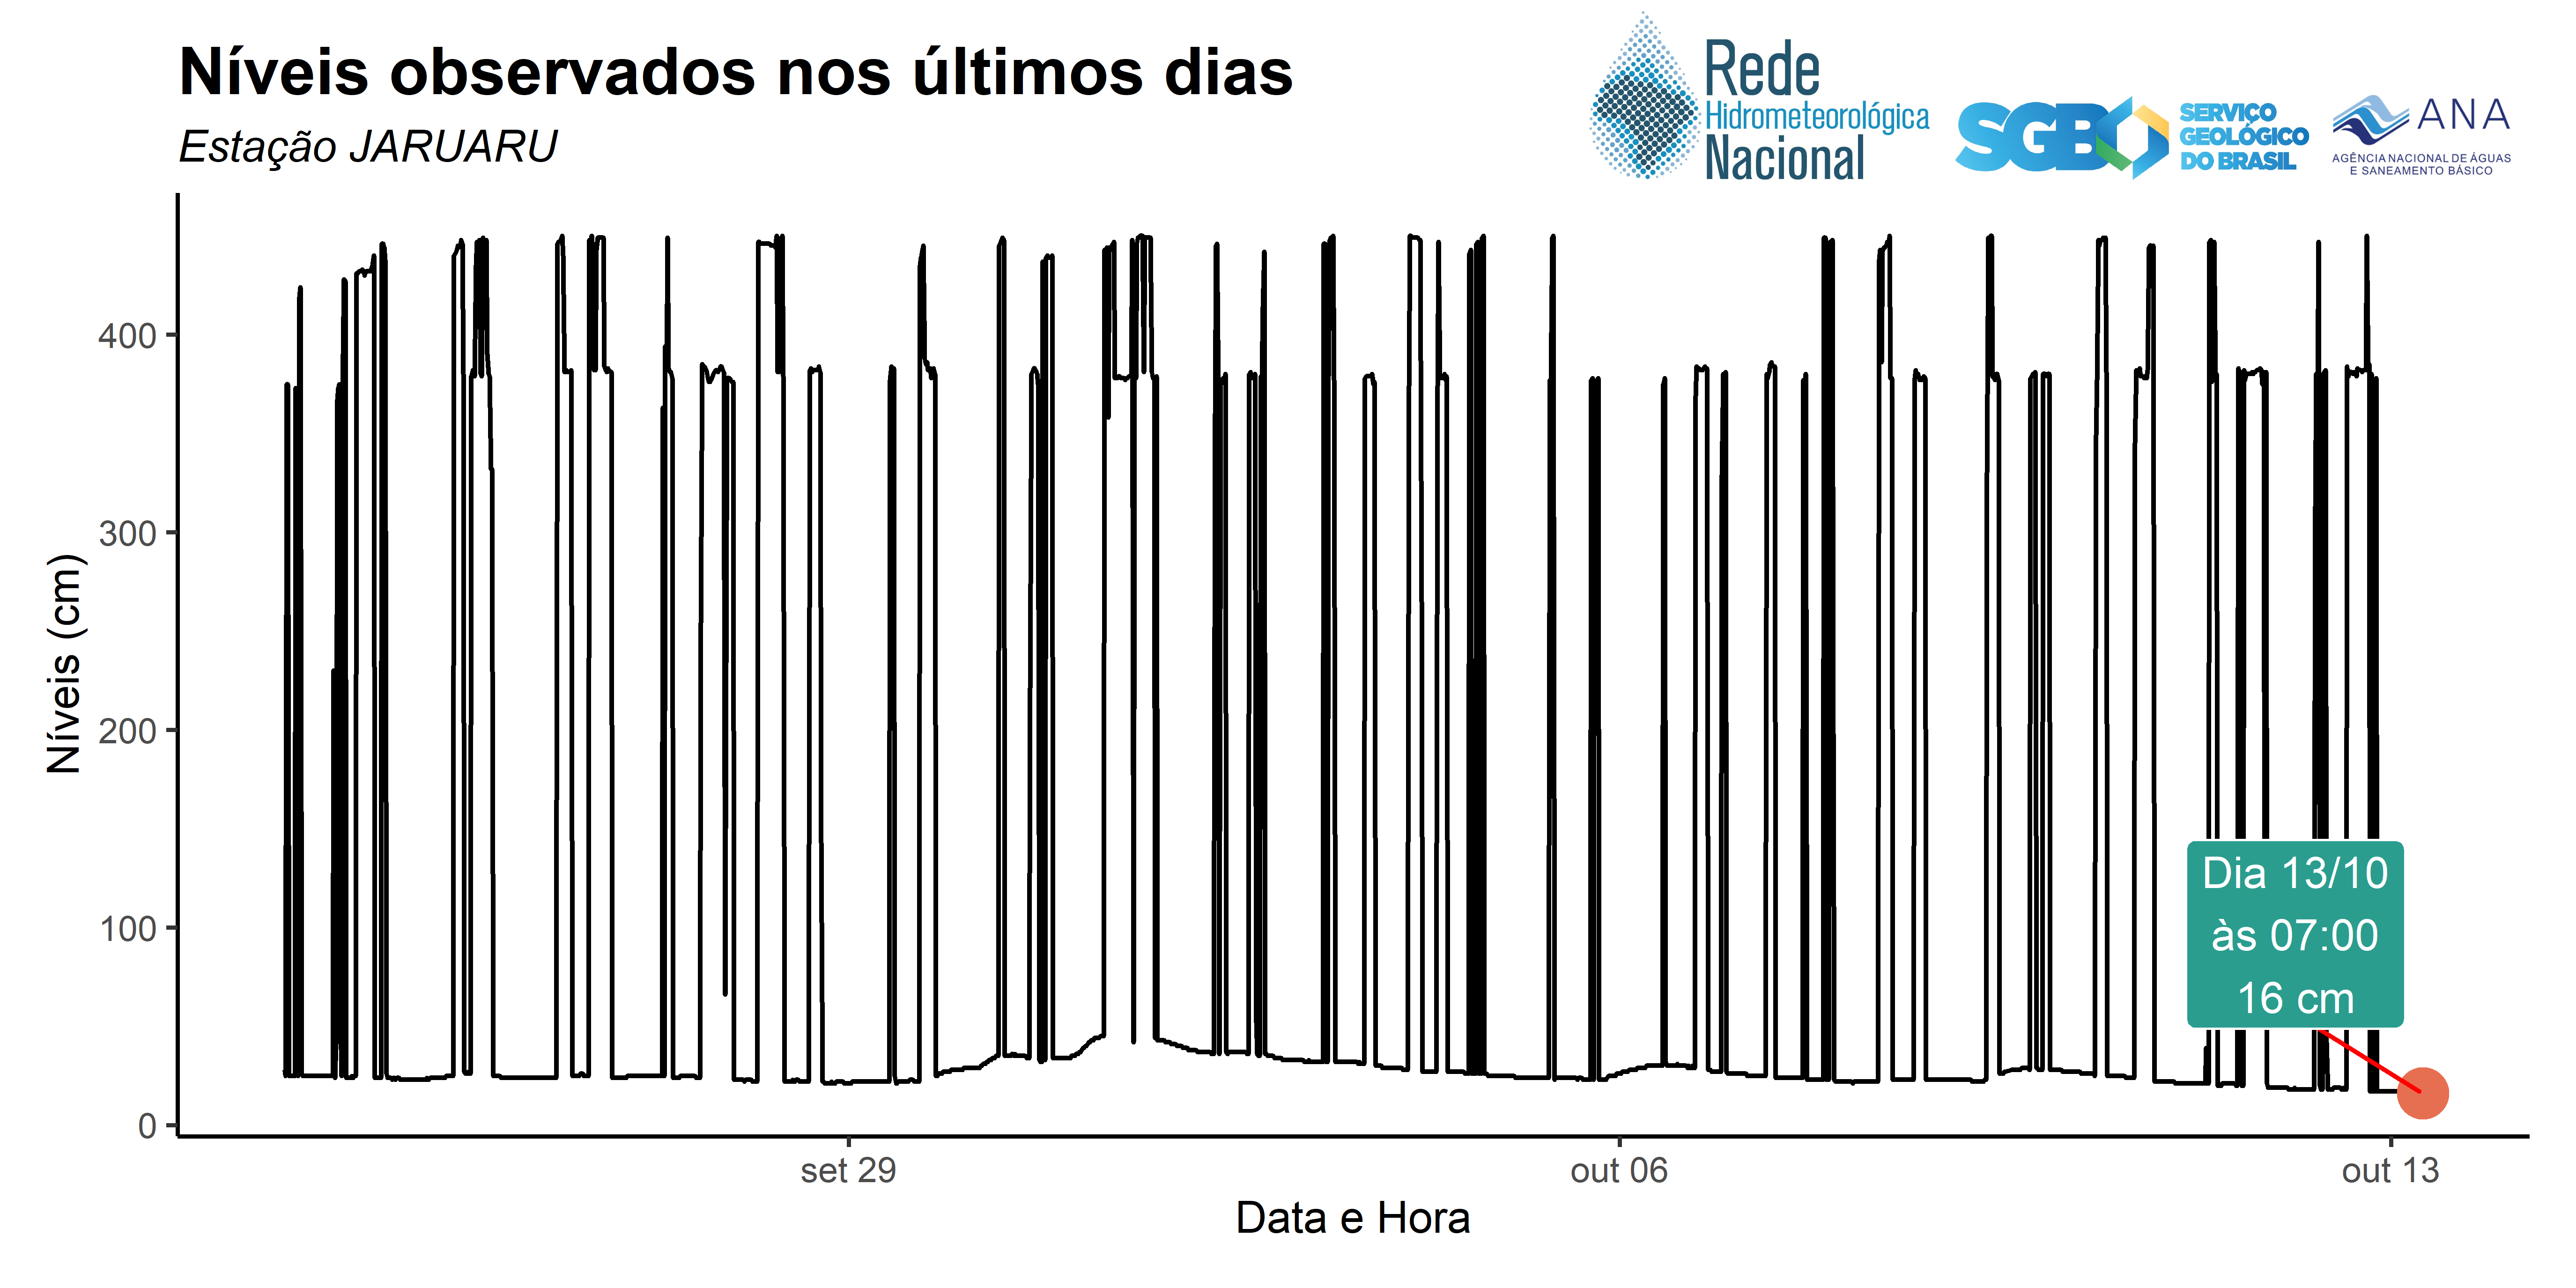 Níveis observados nos últimos dias
Estação JARUARU
Rede
Hidrometeorológica
Nacional
SGB
SERVIÇO
GEOLÓGICO
DO BRASIL
ANA
AGÊNCIA NACIONAL DE ÁGUAS
E SANEAMENTO BÁSICO
Níveis (cm)
400
300
200
100
0
Dia 13/10
às 07:00
16 cm
set 29
out 06
out 13
Data e Hora